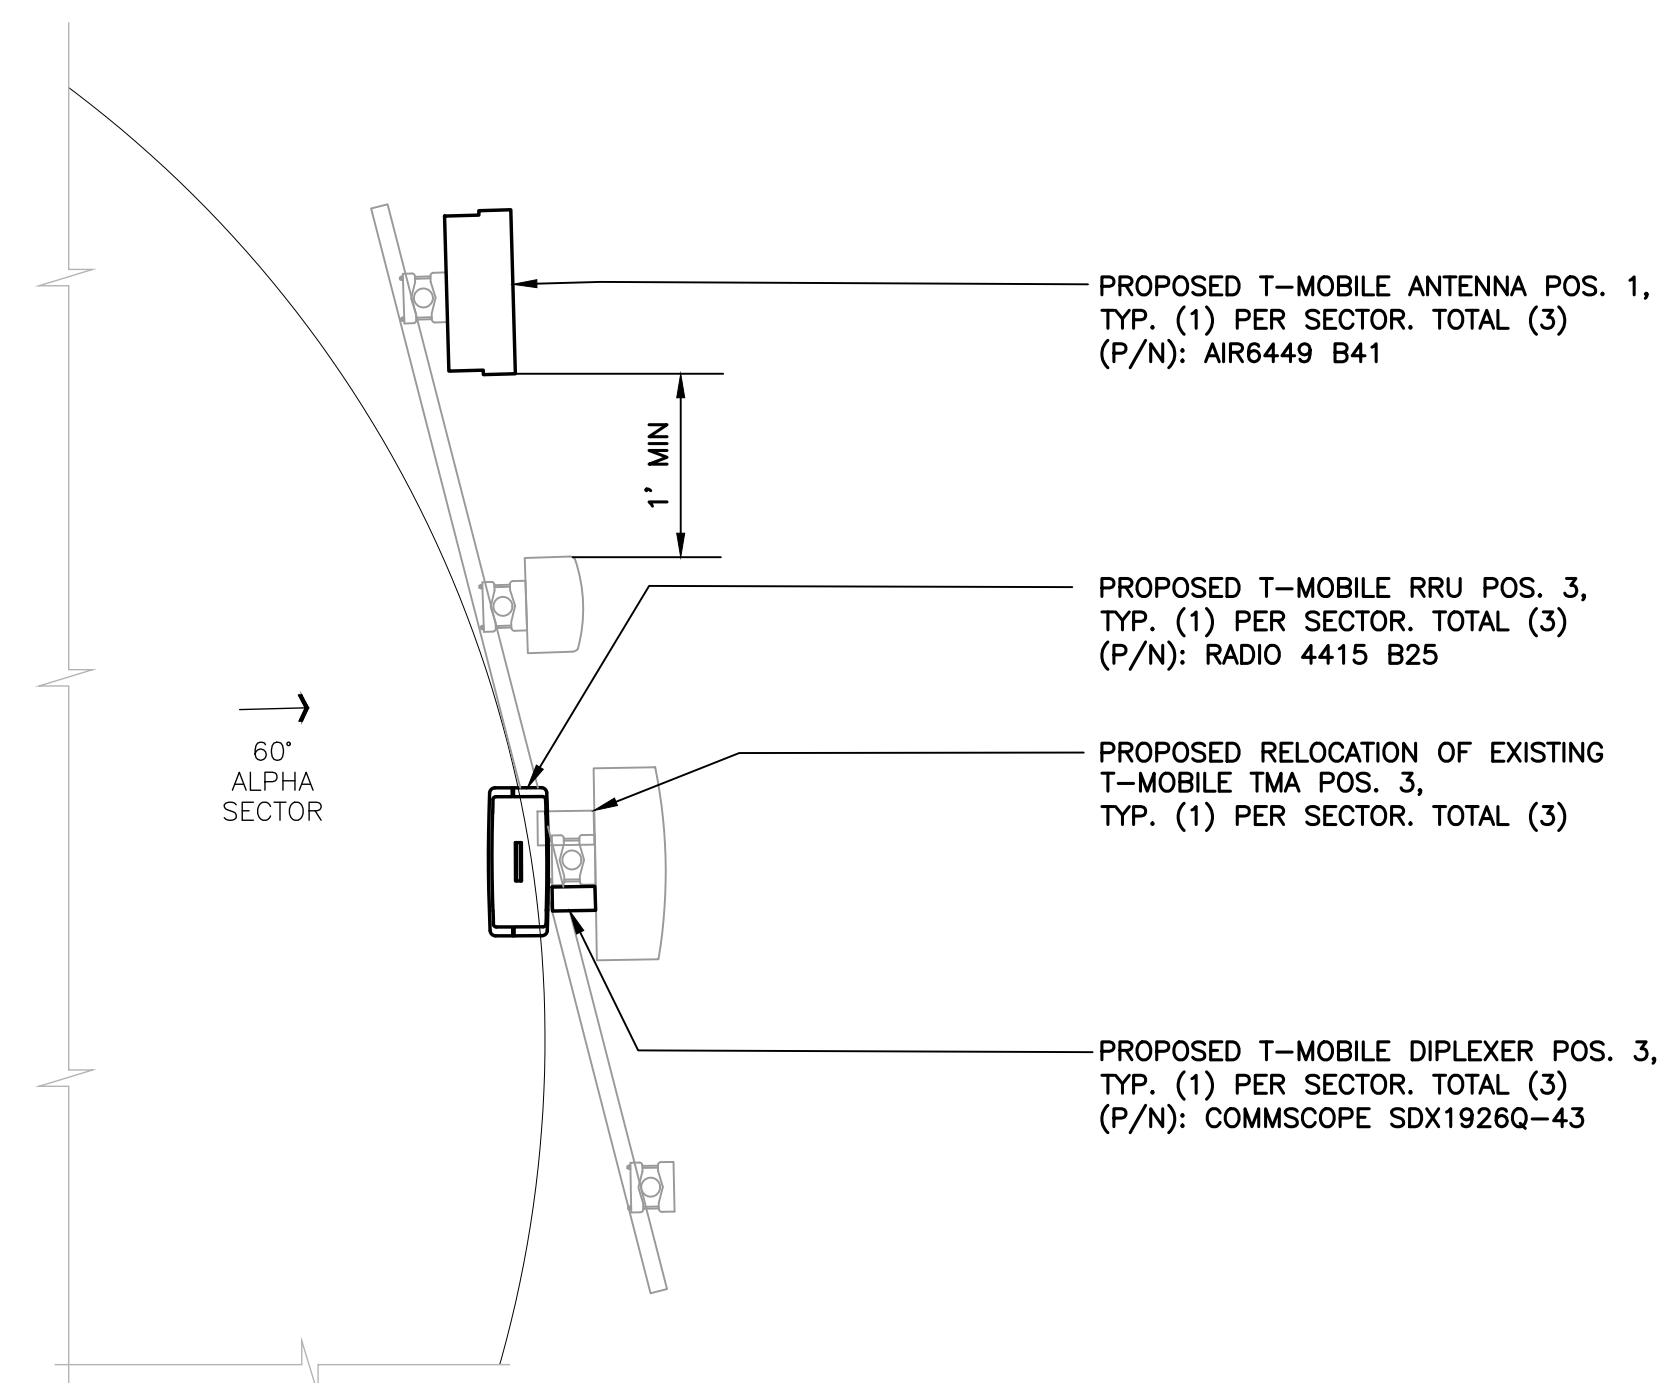 PROPOSED T-MOBILE ANTENNA POS. 1,
TYP. (1) PER SECTOR. TOTAL (3)
(P/N): AIR6449 B41
1' MIN
PROPOSED T-MOBILE RRU POS. 3,
TYP. (1) PER SECTOR. TOTAL (3)
(P/N): RADIO 4415 B25
60°
ALPHA
SECTOR
PROPOSED RELOCATION OF EXISTING
T-MOBILE TMA POS. 3,
TYP. (1) PER SECTOR. TOTAL (3)
PROPOSED T-MOBILE DIPLEXER POS. 3,
TYP. (1) PER SECTOR. TOTAL (3)
(P/N): COMMSCOPE SDX1926Q-43